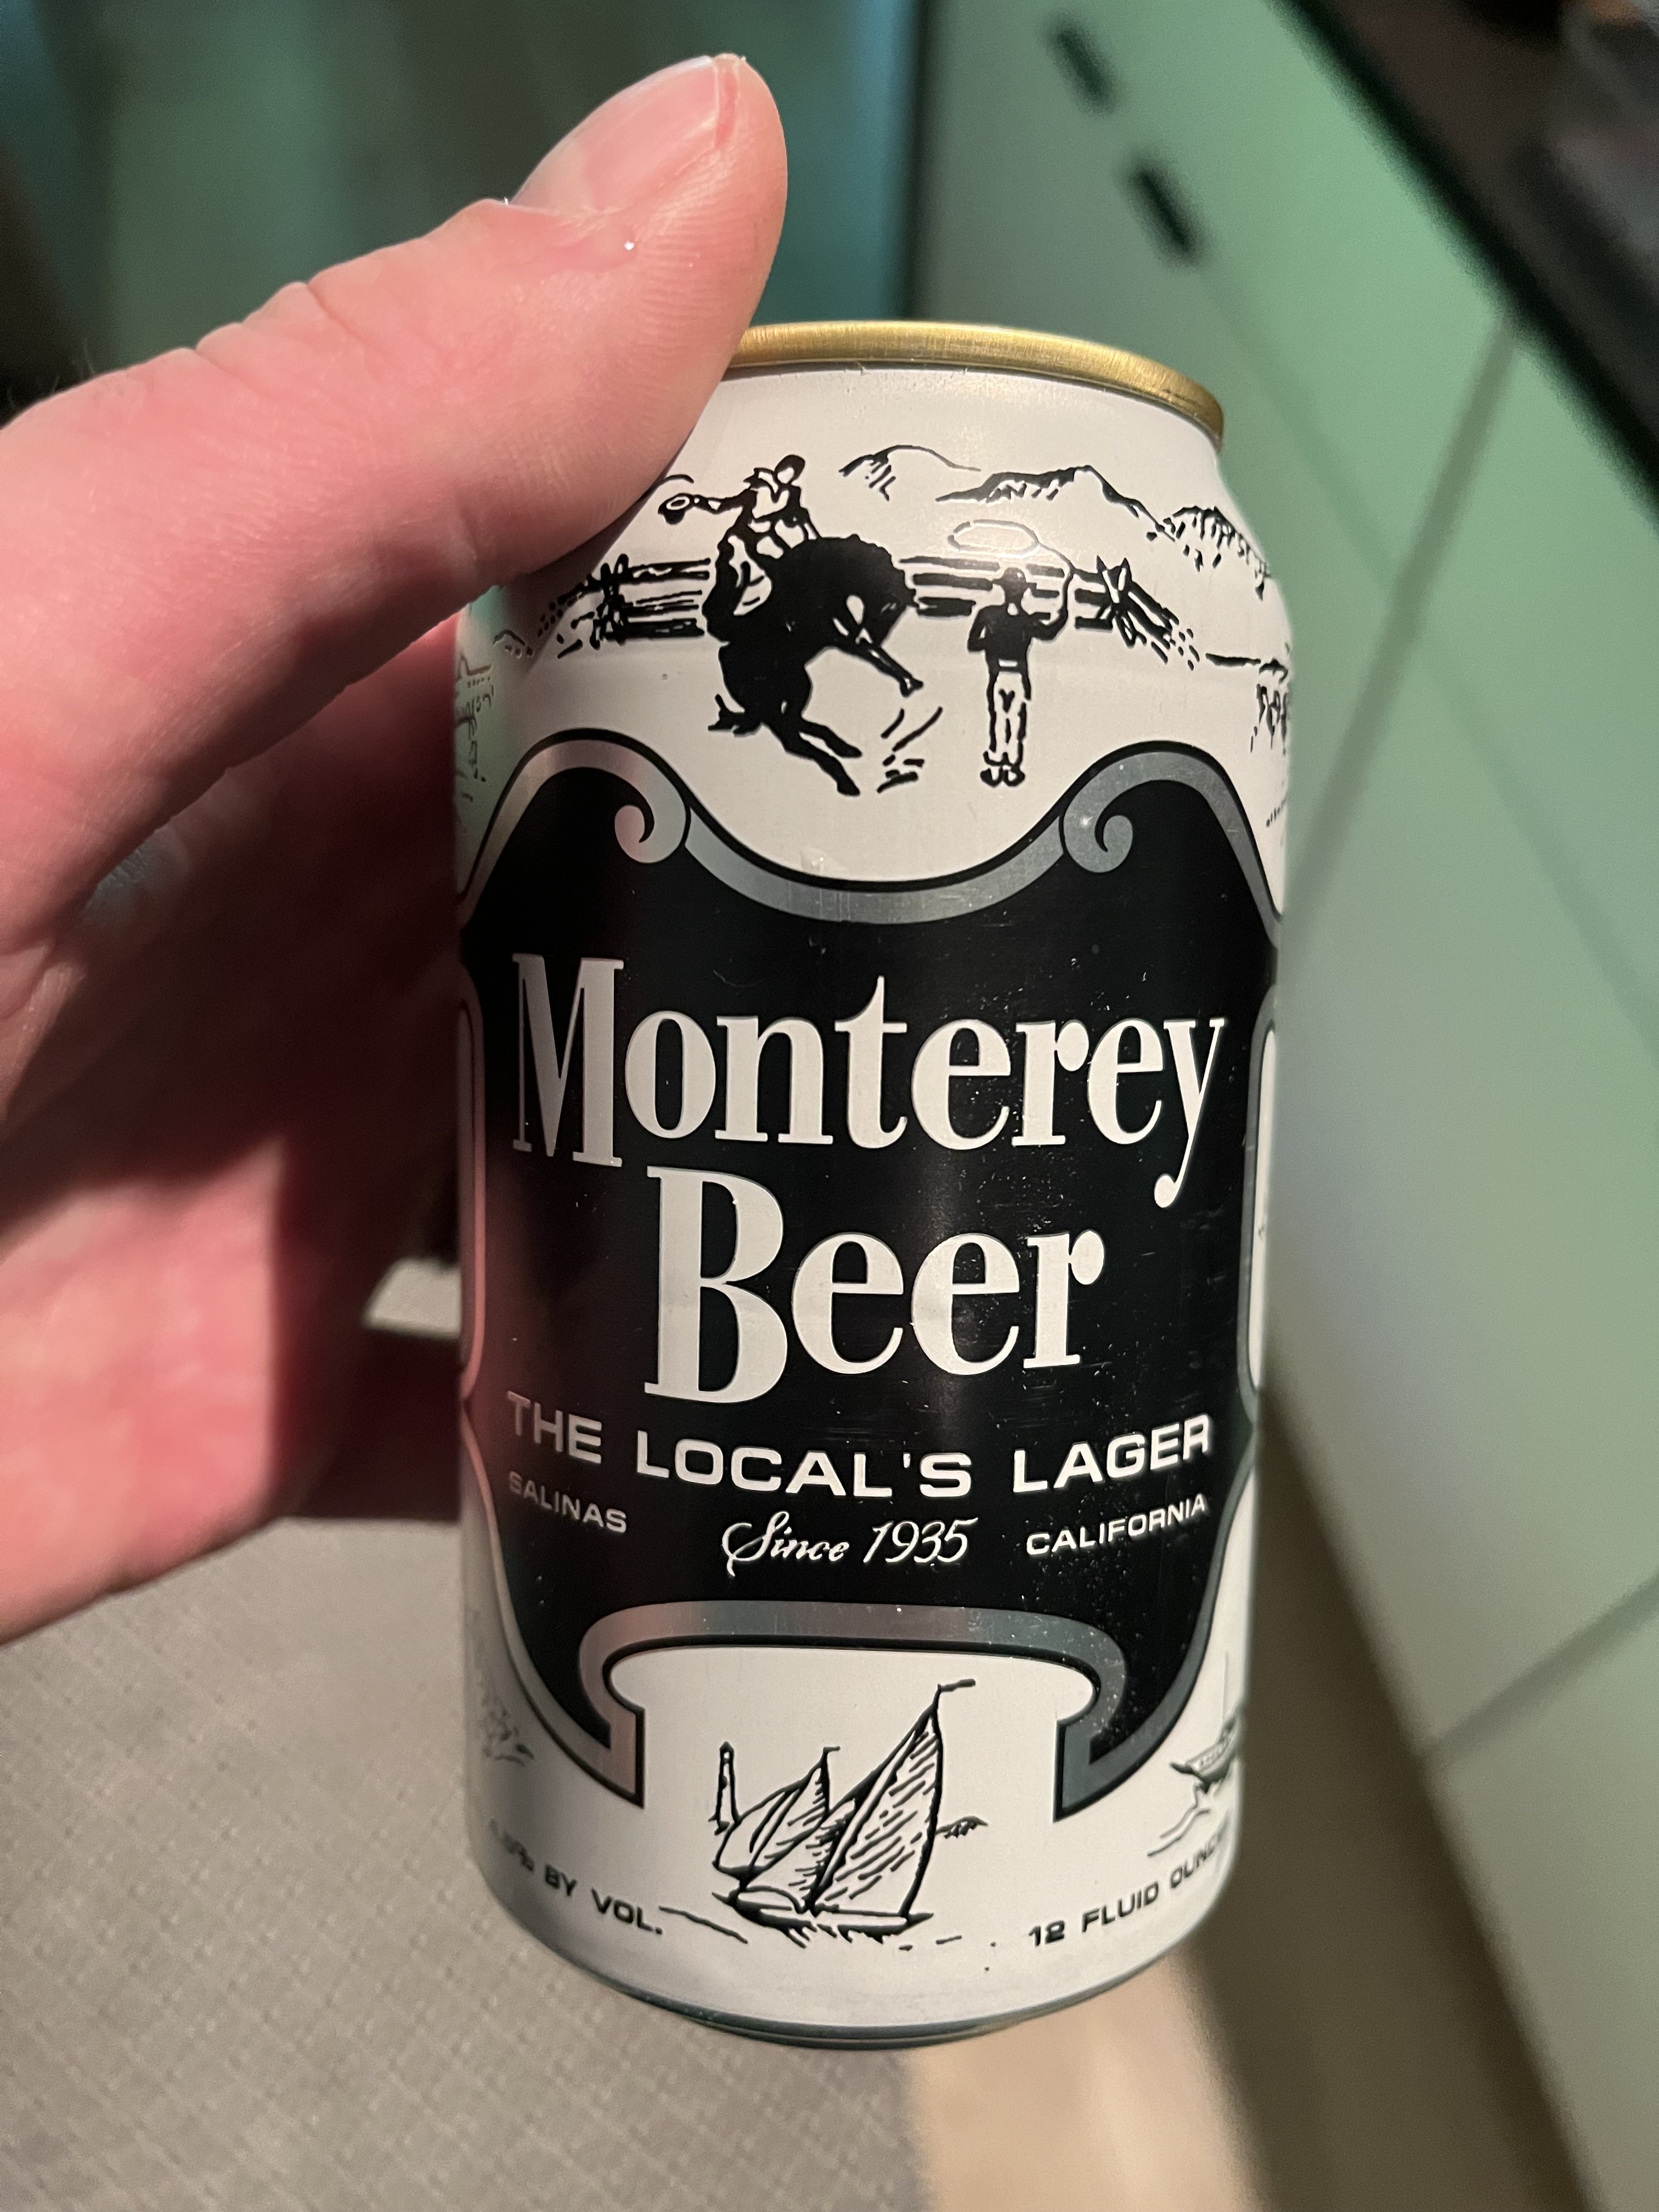 Monterey
Beer
THE LOCAL'S LAGER
SALINAS
Since 1935
CALIFORNIA
BY VOL.
12 FLUID